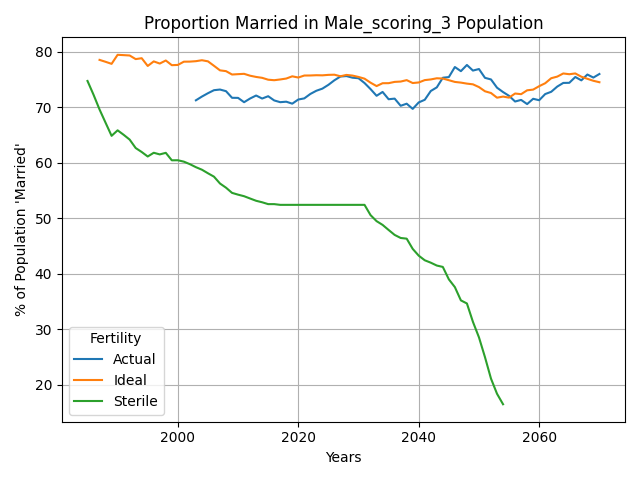 Proportion Married in Male_scoring_3 Population
% of Population 'Married'
80
70
60
50
40
30
20
Fertility
Actual
Ideal
Sterile
2000 2020 2040 2060
Years